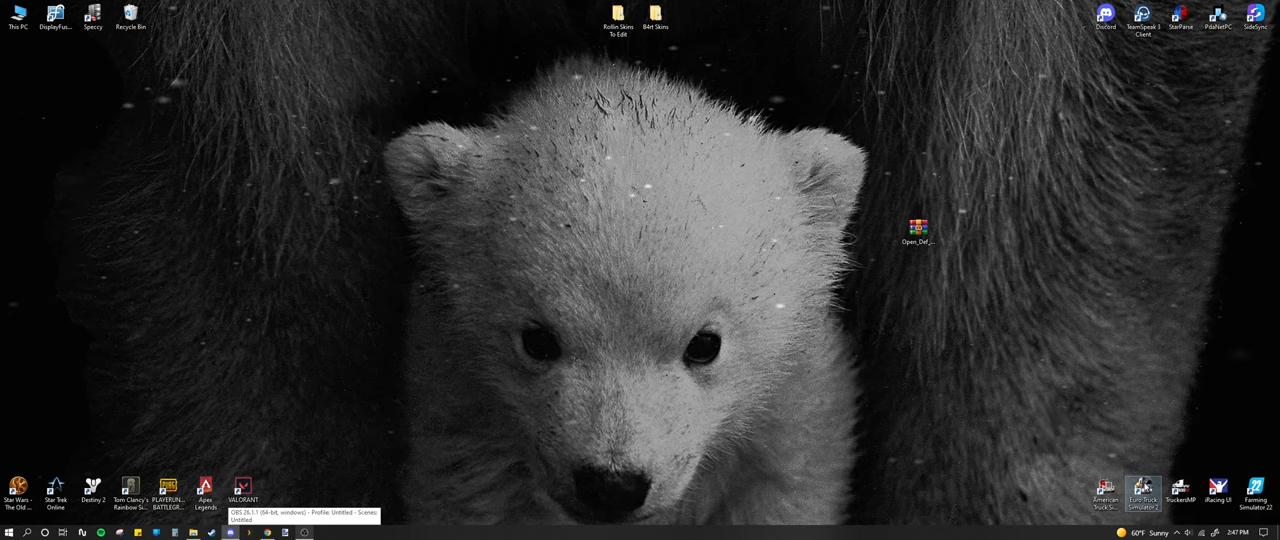 This PC
DisplayFus...
Speccy
Recycle Bin
Rollin Skins
To Edit
B4rt Skins
Discord
TeamSpeak 3
Client
StarParse
PdaNetPC
SideSync
Open_Def_...
Star Wars -
The Old ...
Star Trek
Online
Destiny 2
Tom Clancy's
Rainbow Si...
PLAYERUN...
BATTLEGR...
Apex
Legends
VALORANT
American
Truck Si...
Euro Truck
Simulator 2
TruckersMP
iRacing UI
Farming
Simulator 22
OBS 26.1.1 (64-bit, windows) - Profile: Untitled - Scenes:
Untitled
60°F Sunny
2:47 PM